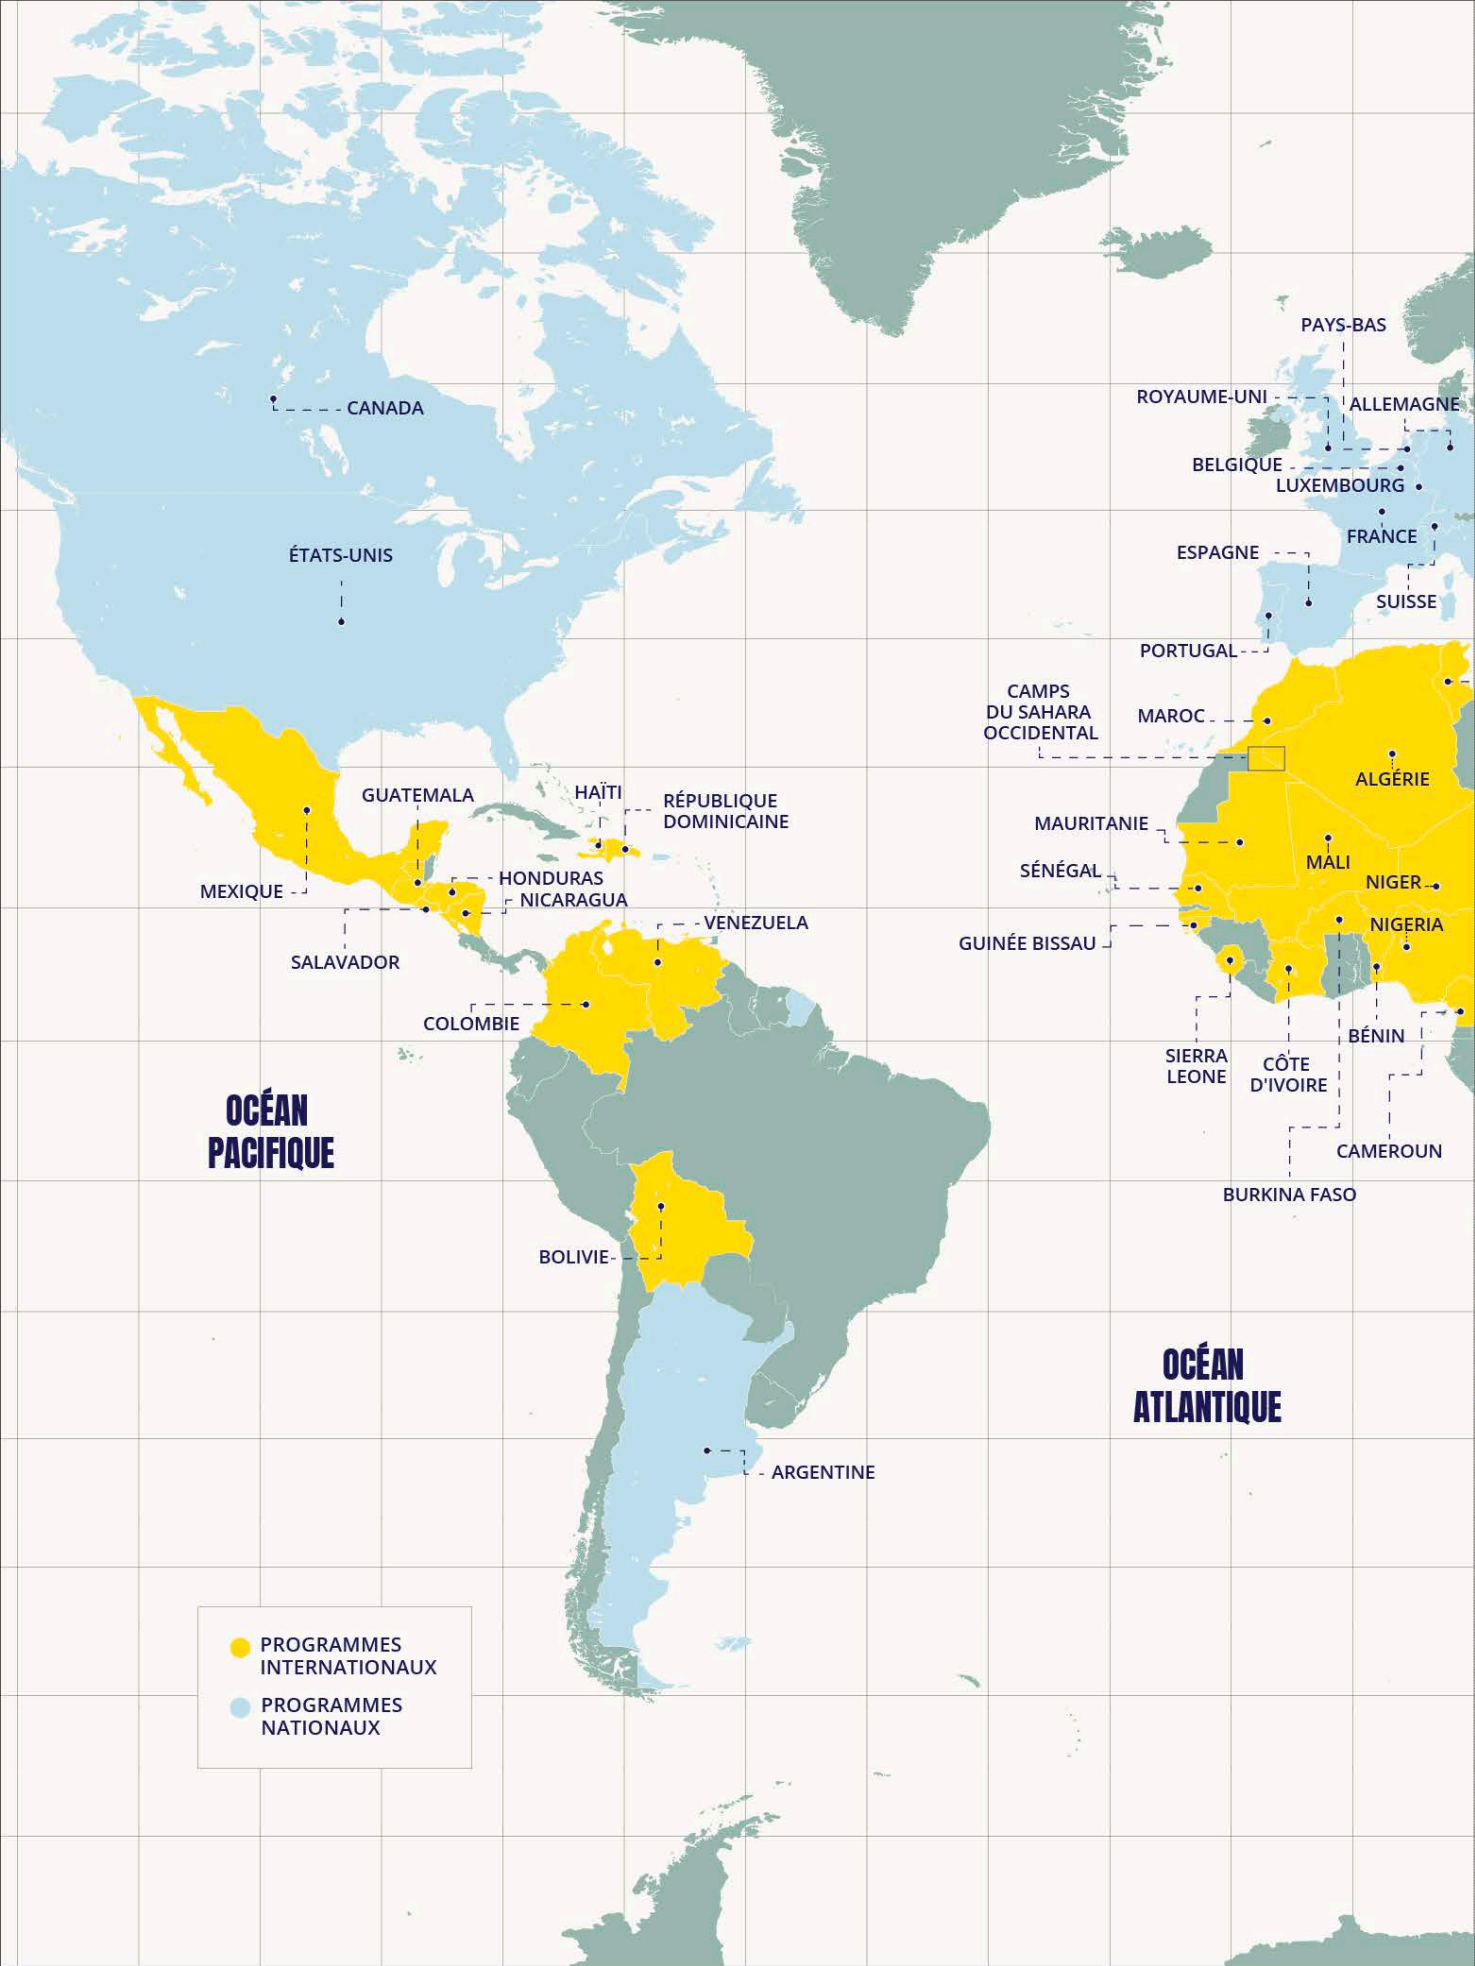 PAYS-BAS
ROYAUME-UNI
ALLEMAGNE
CANADA
BELGIQUE
LUXEMBOURG
FRANCE
ESPAGNE
ÉTATS-UNIS
SUISSE
PORTUGAL
CAMPS
DU SAHARA
OCCIDENTAL
MAROC
ALGÉRIE
GUATEMALA
HAÏTI
RÉPUBLIQUE
DOMINICAINE
MAURITANIE
MALI
SÉNÉGAL
NIGER
MEXIQUE
HONDURAS
NICARAGUA
VENEZUELA
NIGERIA
GUINÉE BISSAU
SALAVADOR
COLOMBIE
BÉNIN
SIERRA
LEONE
CÔTE
D'IVOIRE
OCÉAN
PACIFIQUE
CAMEROUN
BURKINA FASO
BOLIVIE
OCÉAN
ATLANTIQUE
ARGENTINE
PROGRAMMES
INTERNATIONAUX
PROGRAMMES
NATIONAUX